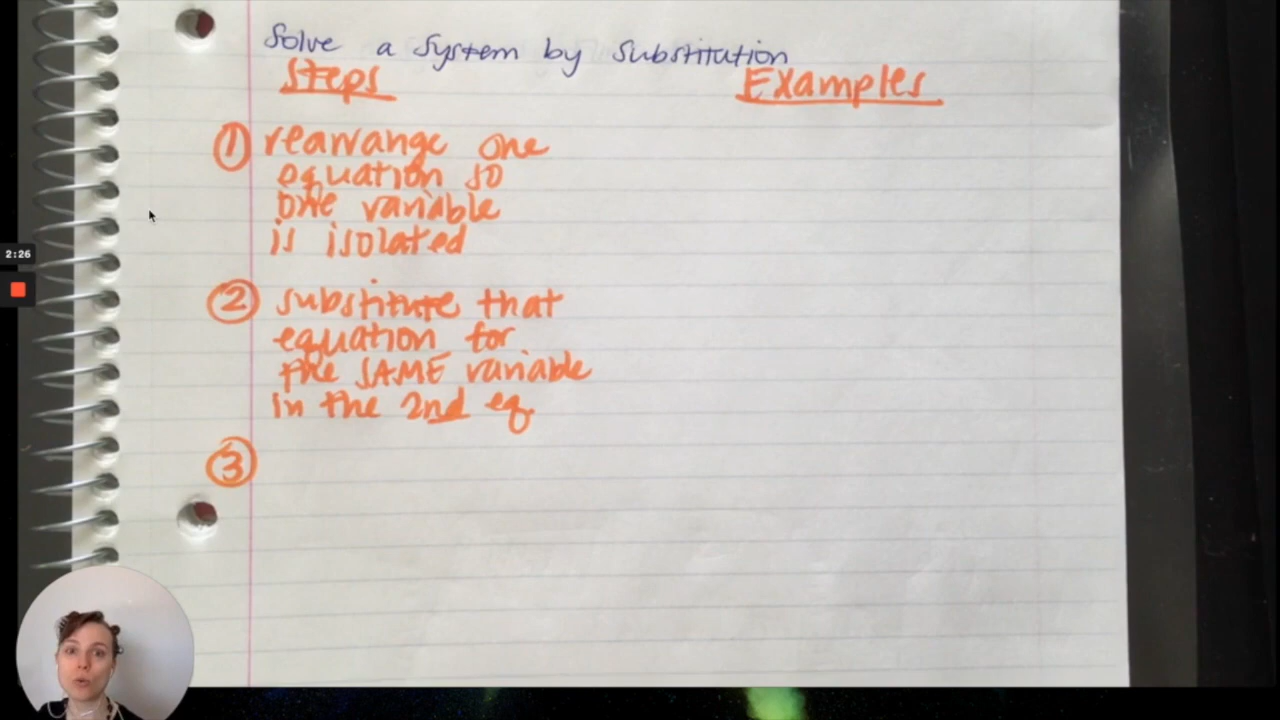 Solve a System by Substitution
Steps
Examples
① rearrange one
equation so
one variable
is isolated
② substitute that
equation for
the SAME variable
in the 2nd eq
③
2:26